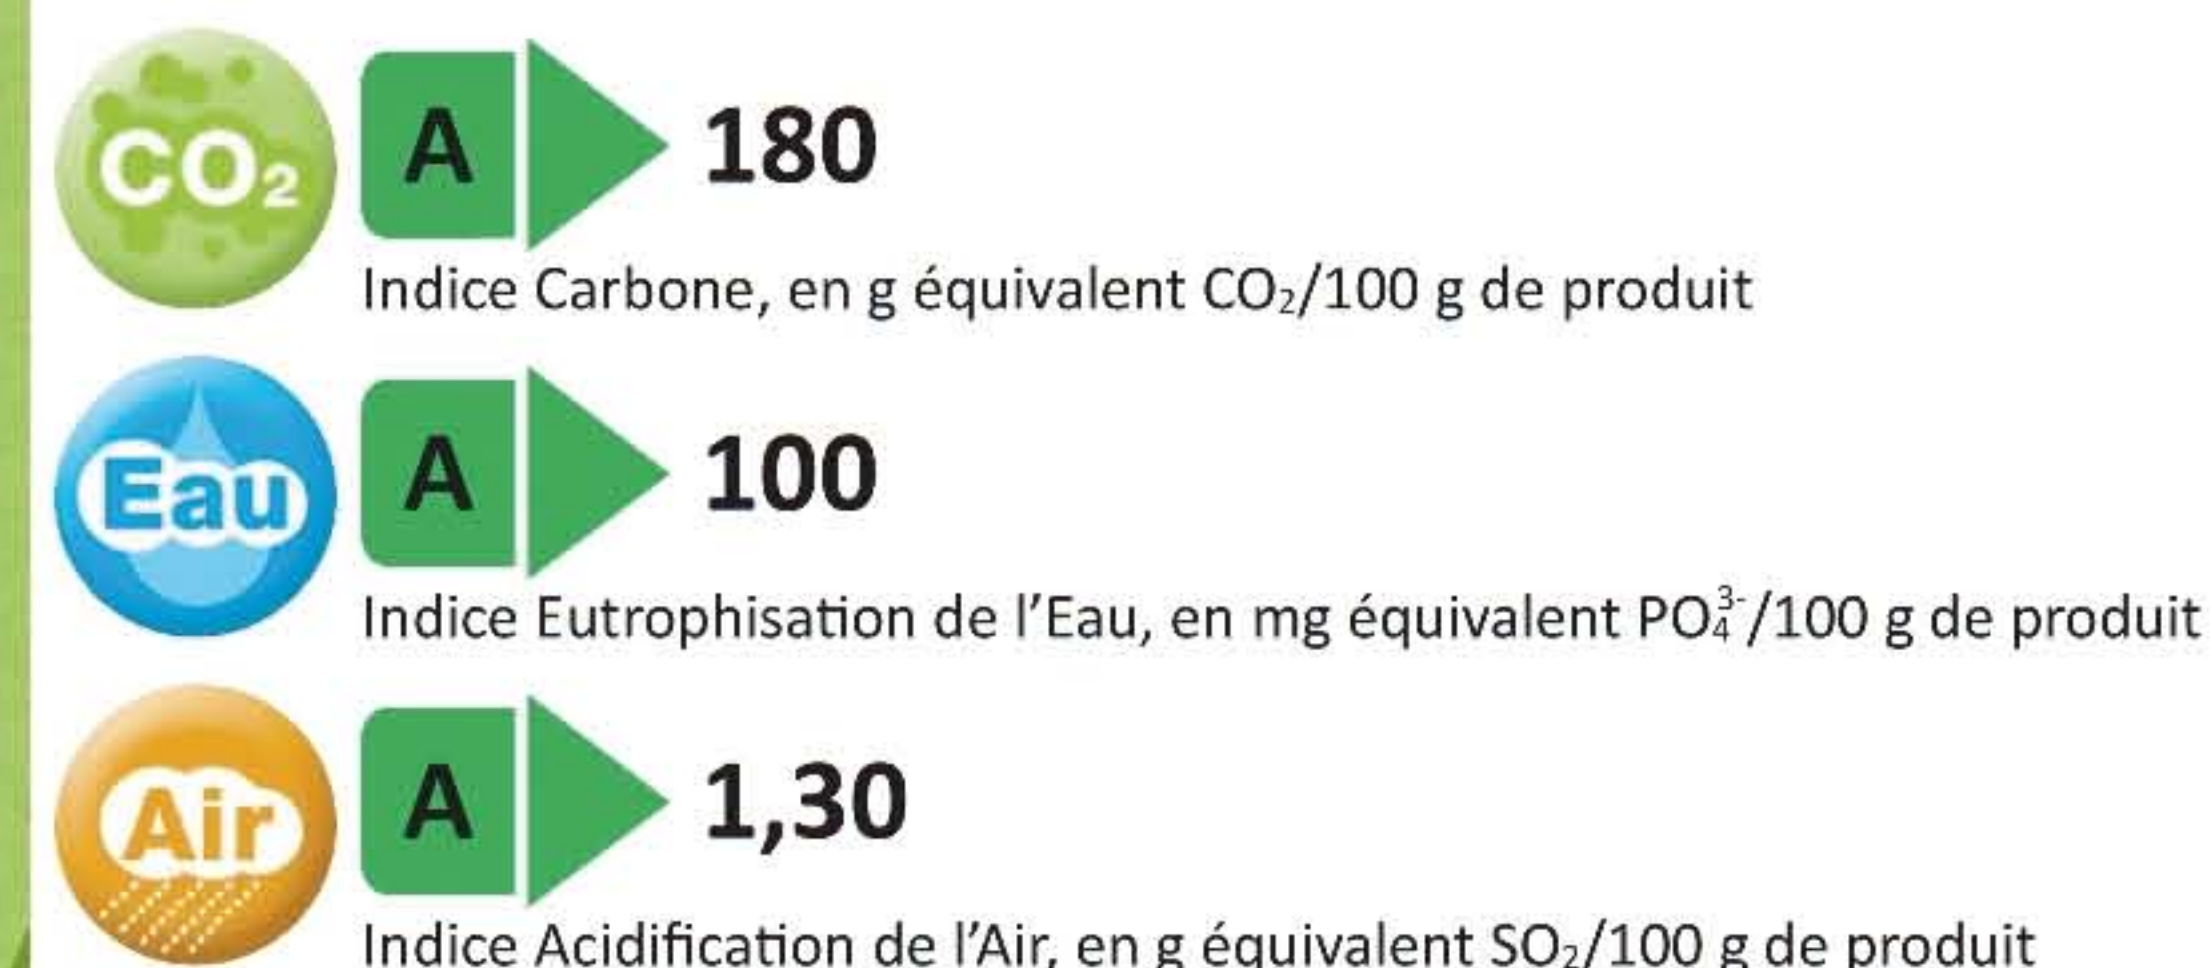 CO₂ A 180
Indice Carbone, en g équivalent CO₂/100 g de produit
Eau A 100
Indice Eutrophisation de l'Eau, en mg équivalent PO₄³⁻/100 g de produit
Air A 1,30
Indice Acidification de l'Air, en g équivalent SO₂/100 g de produit